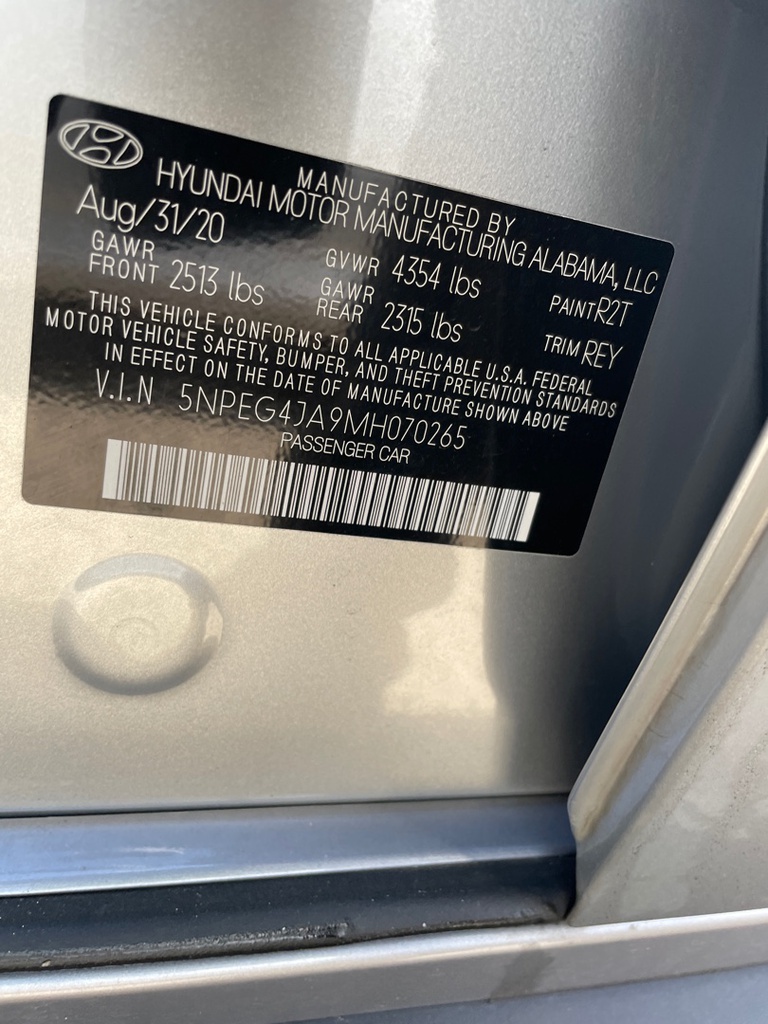 MANUFACTURED BY
HYUNDAI MOTOR MANUFACTURING ALABAMA, LLC
Aug/31/20
GAWR FRONT 2513 lbs
GVWR 4354 lbs
GAWR REAR 2315 lbs
PAINT R2T
TRIM REY
THIS VEHICLE CONFORMS TO ALL APPLICABLE U.S.A. FEDERAL
MOTOR VEHICLE SAFETY, BUMPER, AND THEFT PREVENTION STANDARDS
IN EFFECT ON THE DATE OF MANUFACTURE SHOWN ABOVE
V.I.N 5NPEG4JA9MH070265
PASSENGER CAR